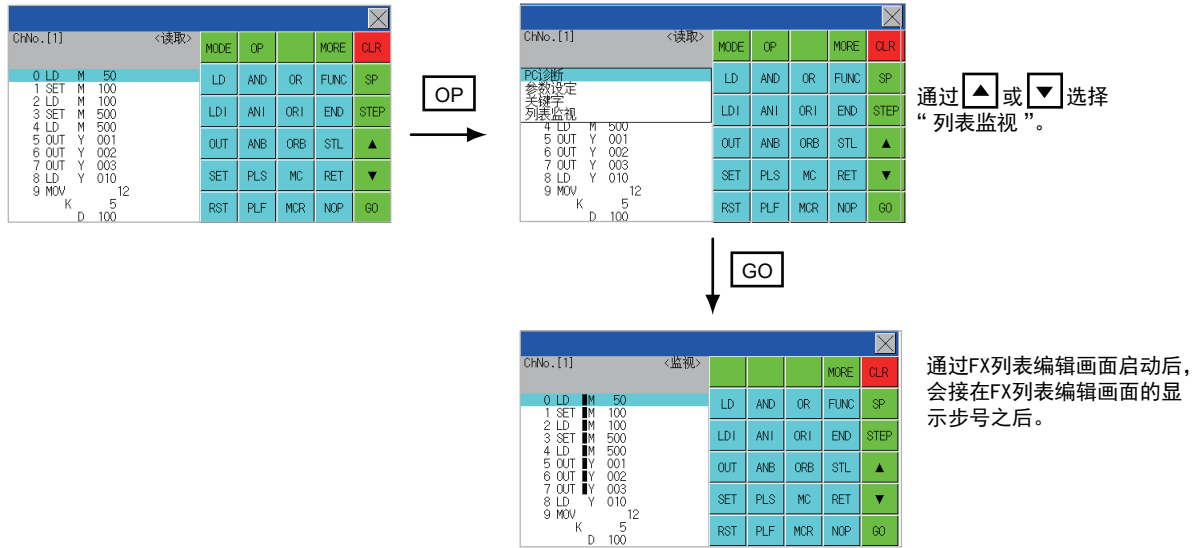 ChNo.[1] <读取>
MODE OP MORE CLR
0 LD M 50
1 SET M 100
2 LD M 100
3 SET M 500
4 LD M 500
5 OUT Y 001
6 OUT Y 002
7 OUT Y 003
8 LD Y 010
9 MOV 12
K 5
D 100
LD AND OR FUNC SP
LDI ANI ORI END STEP
OUT ANB ORB STL ▲
SET PLS MC RET ▼
RST PLF MCR NOP GO
OP
ChNo.[1] <读取>
MODE OP MORE CLR
PC诊断
参数设定
关键字
列表监视
4 LD M 500
5 OUT Y 001
6 OUT Y 002
7 OUT Y 003
8 LD Y 010
9 MOV 12
K 5
D 100
LD AND OR FUNC SP
LDI ANI ORI END STEP
OUT ANB ORB STL ▲
SET PLS MC RET ▼
RST PLF MCR NOP GO
通过▲或▼选择
“列表监视”。
GO
ChNo.[1] <监视>
MORE CLR
0 LD M 50
1 SET M 100
2 LD M 100
3 SET M 500
4 LD M 500
5 OUT Y 001
6 OUT Y 002
7 OUT Y 003
8 LD Y 010
9 MOV 12
K 5
D 100
LD AND OR FUNC SP
LDI ANI ORI END STEP
OUT ANB ORB STL ▲
SET PLS MC RET ▼
RST PLF MCR NOP GO
通过FX列表编辑画面启动后，
会接在FX列表编辑画面的显
示步号之后。